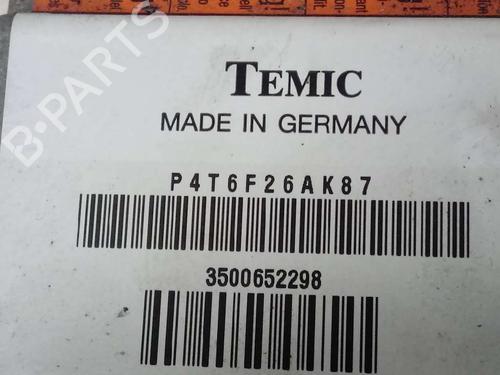 TEMIC
MADE IN GERMANY
P4T6F26AK87
3500652298
B-PARTS